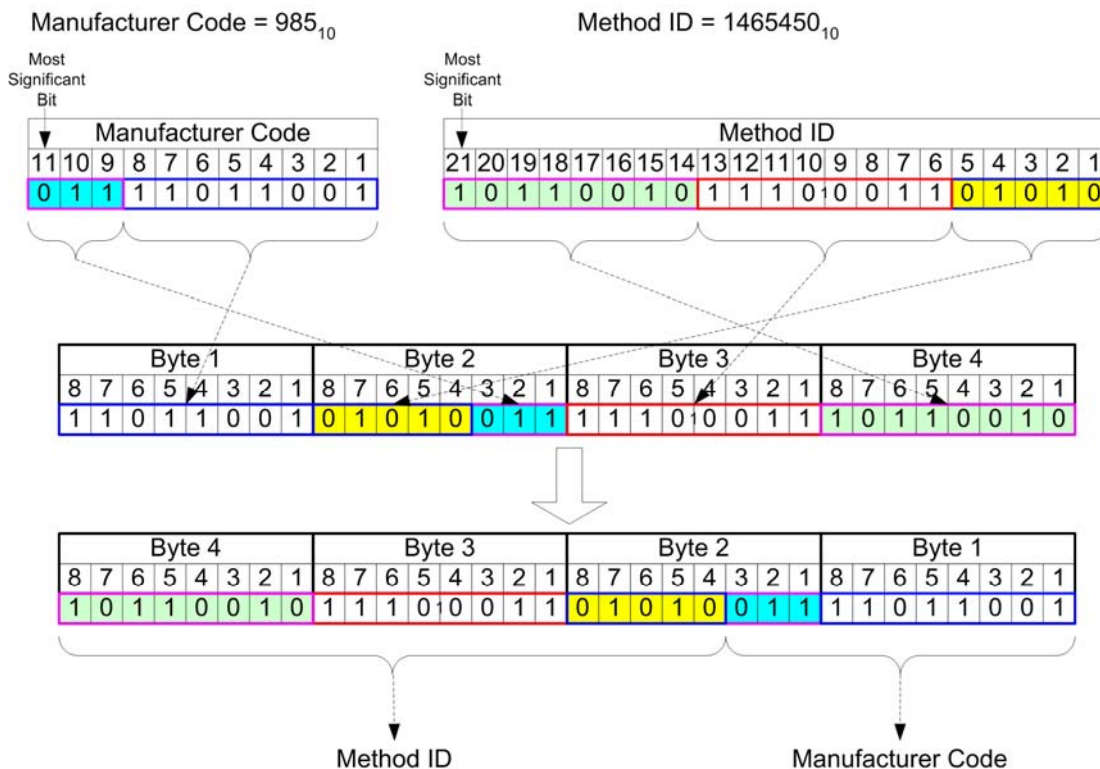 Manufacturer Code = 985₁₀ Method ID = 1465450₁₀
Most Significant Bit Most Significant Bit
Manufacturer Code Method ID
11 10 9 8 7 6 5 4 3 2 1 21 20 19 18 17 16 15 14 13 12 11 10 9 8 7 6 5 4 3 2 1
0 1 1 1 1 0 1 1 0 0 1 1 0 1 1 0 0 1 0 1 1 1 0 1 0 0 1 1 0 1 0 1 0
Byte 1 Byte 2 Byte 3 Byte 4
8 7 6 5 4 3 2 1 8 7 6 5 4 3 2 1 8 7 6 5 4 3 2 1 8 7 6 5 4 3 2 1
1 1 0 1 1 0 0 1 0 1 0 1 0 0 1 1 1 1 1 0 1 0 0 1 1 1 0 1 1 0 0 1 0
Byte 4 Byte 3 Byte 2 Byte 1
8 7 6 5 4 3 2 1 8 7 6 5 4 3 2 1 8 7 6 5 4 3 2 1 8 7 6 5 4 3 2 1
1 0 1 1 0 0 1 0 1 1 1 0 1 0 0 1 1 0 1 0 1 0 0 1 1 1 1 0 1 1 0 0 1
Method ID Manufacturer Code